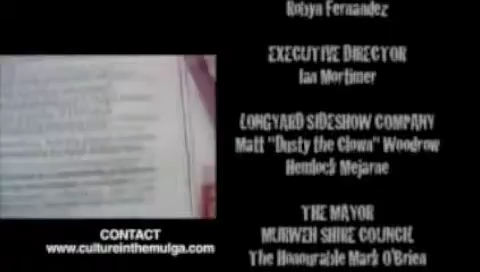 Robyn Fernandez
EXECUTIVE DIRECTOR
Ian Mortimer
LONGYARD SIDESHOW COMPANY
Matt "Dusty the Clown" Woodrow
Hemlock Mejarne
THE MAYOR
MURWEH SHIRE COUNCIL
The Honourable Mark O'Brien
CONTACT
www.cultureinthemulga.com